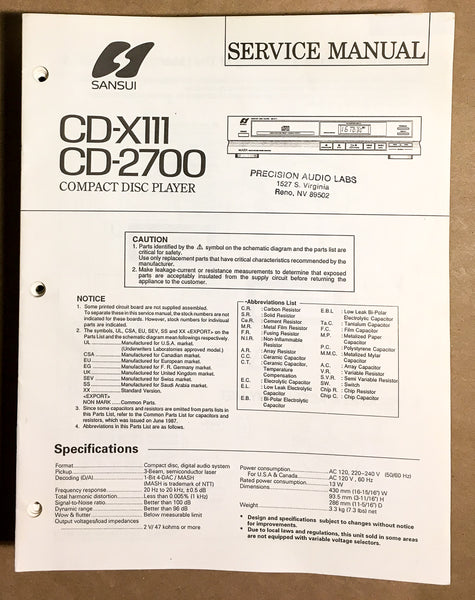 SANSUI
SERVICE MANUAL
CD-X111
CD-2700
COMPACT DISC PLAYER
PRECISION AUDIO LABS
1527 S. Virginia
Reno, NV 89502
CAUTION
1. Parts identified by the ⚠ symbol on the schematic diagram and the parts list are
critical for safety.
Use only replacement parts that have critical characteristics recommended by the
manufacturer.
2. Make leakage-current or resistance measurements to determine that exposed
parts are acceptably insulated from the supply circuit before returning the
appliance to the customer.
NOTICE
1. Some printed circuit board are not supplied assembled.
To separate these in this service manual, the stock numbers are not
indicated for these boards. However, stock numbers for individual
parts are indicated.
2. The symbols, UL, CSA, EU, SEV, SS and XX <EXPORT> on the
Parts List and the schematic diagram mean followings respectively.
UL ........ Manufactured for U.S.A. market.
(Underwriters Laboratories approved model.)
CSA ........ Manufactured for Canadian market.
EU ........ Manufactured for European market.
EG ........ Manufactured for F. R. Germany market.
UK ........ Manufactured for United Kingdom market.
SEV ........ Manufactured for Swiss market.
SS ........ Manufactured for Saudi Arabia market.
XX ........ Standard Version.
<EXPORT>
NON MARK ..... Common Parts.
3. Since some capacitors and resistors are omitted from parts lists in
this Parts List, refer to the Common Parts List for capacitors and
resistors, which was issued on June 1987.
4. Abbreviations in this Parts List are as follows.
Abbreviations List
C.R. : Carbon Resistor
S.R. : Solid Resistor
Ce.R. : Cement Resistor
M.R. : Metal Film Resistor
F.R. : Fusing Resistor
N.I.R. : Non-Inflammable
Resistor
A.R. : Array Resistor
C.C. : Ceramic Capacitor
C.T. : Ceramic Capacitor,
Temperature
Compensation
E.C. : Electrolytic Capacitor
E.L. : Low Leak Electrolytic
Capacitor
E.B. : Bi-Polar Electrolytic
Capacitor
E.B.L : Low Leak Bi-Polar
Electrolytic Capacitor
Ta.C. : Tantalum Capacitor
F.C. : Film Capacitor
M.P. : Metalized Paper
Capacitor
P.C. : Polystyrene Capacitor
M.M.C. : Metalized Mylar
Capacitor
A.C. : Array Capacitor
V.R. : Variable Resistor
S.V.R. : Semi Variable Resistor
SW. : Switch
Chip R. : Chip Resistor
Chip C. : Chip Capacitor
Specifications
Format ........ Compact disc, digital audio system
Pickup ........ 3-Beam, semiconductor laser
Decoding (D/A) ........ 1-Bit 4-DAC / MASH
(MASH is trademark of NTT)
Frequency response ........ 20 Hz to 20 kHz, ±0.5 dB
Total harmonic distortion ........ Less than 0.005% (1 kHz)
Signal-to-Noise ratio ........ Better than 100
Dynamic range ........ Better than 96 dB
Wow & flutter ........ Below measurable limit
Output voltages/load impedances
........ 2 V/ 47 kohms or more
Power consumption ........ AC 120, 220~240 V (50/60 Hz)
For U.S.A & Canada ........ AC 120 V, 60 Hz
Rated power consumption ........ 13 W
Dimensions ........ 430 mm (16-15/16") W
93.5 mm (3-11/16") H
286 mm (11-5/16") D
Weight ........ 3.3 kg (7.3 lbs) net
* Design and specifications subject to changes without notice
for improvements.
* Due to local laws and regulations, this unit sold in some areas
are not equipped with variable voltage selectors.